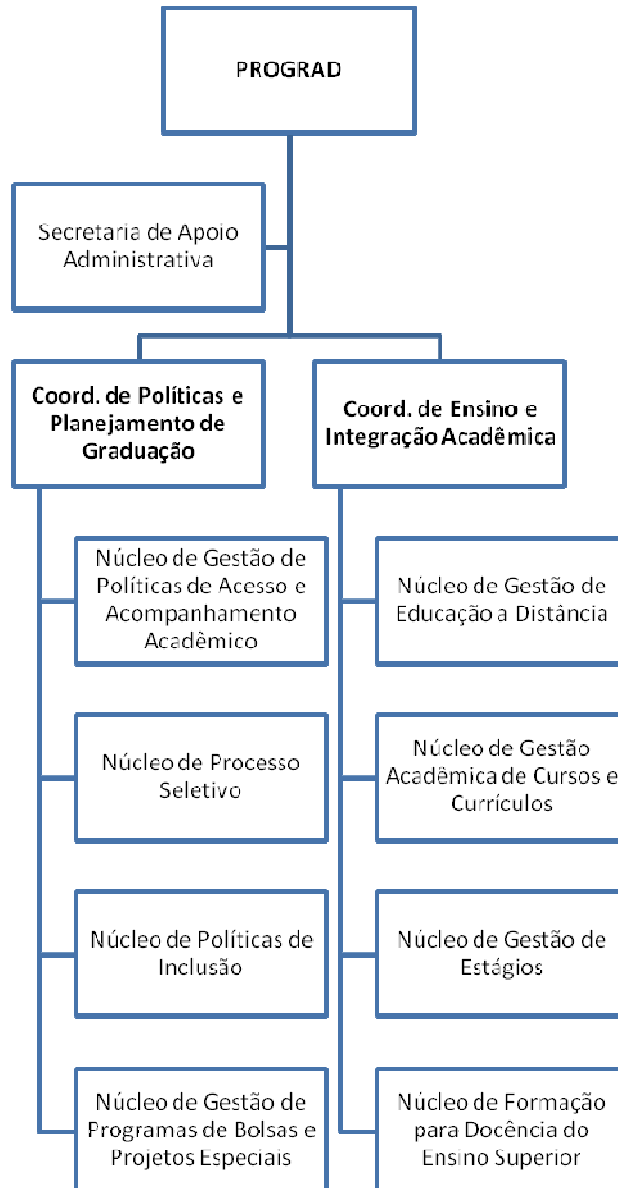 PROGRAD
Secretaria de Apoio
Administrativa
Coord. de Políticas e
Planejamento de
Graduação
Coord. de Ensino e
Integração Acadêmica
Núcleo de Gestão de
Políticas de Acesso e
Acompanhamento
Acadêmico
Núcleo de Processo
Seletivo
Núcleo de Políticas de
Inclusão
Núcleo de Gestão de
Programas de Bolsas e
Projetos Especiais
Núcleo de Gestão de
Educação a Distância
Núcleo de Gestão
Acadêmica de Cursos e
Currículos
Núcleo de Gestão de
Estágios
Núcleo de Formação
para Docência do
Ensino Superior